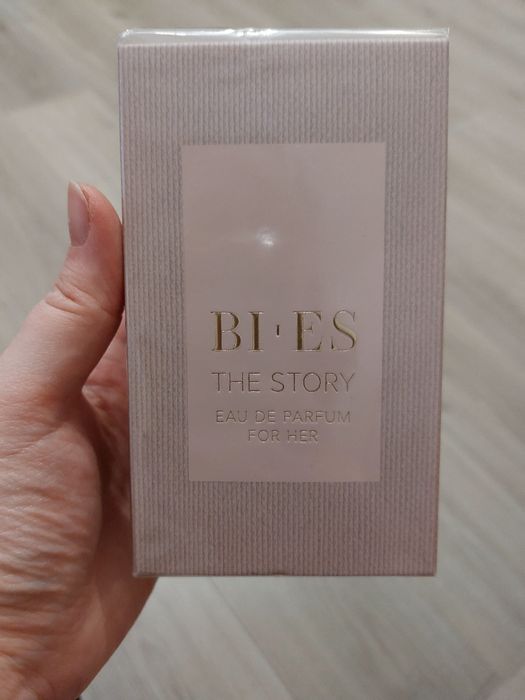 BI·ES
THE STORY
EAU DE PARFUM
FOR HER